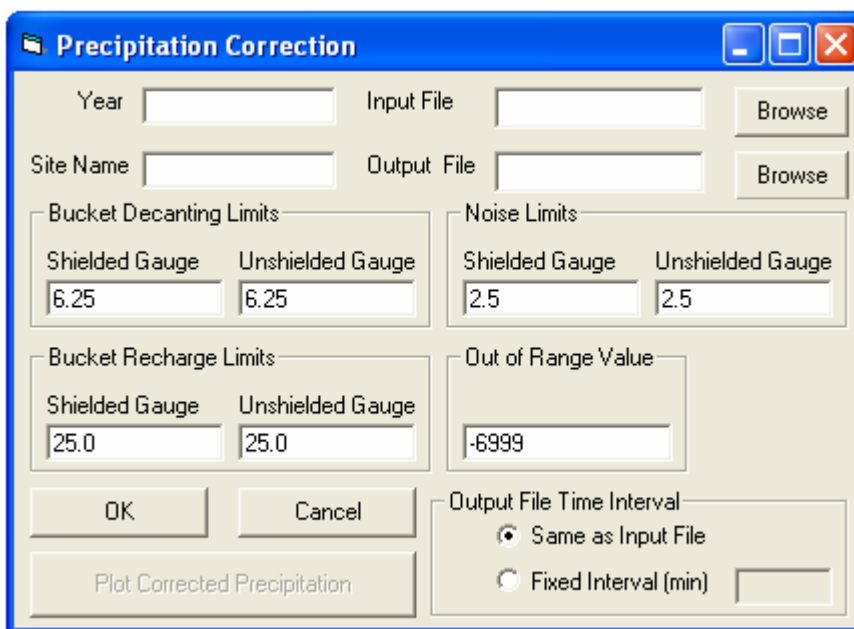 Precipitation Correction
Year
Input File
Browse
Site Name
Output File
Browse
Bucket Decanting Limits
Shielded Gauge
Unshielded Gauge
6.25
6.25
Noise Limits
Shielded Gauge
Unshielded Gauge
2.5
2.5
Bucket Recharge Limits
Shielded Gauge
Unshielded Gauge
25.0
25.0
Out of Range Value
-6999
OK
Cancel
Plot Corrected Precipitation
Output File Time Interval
Same as Input File
Fixed Interval (min)